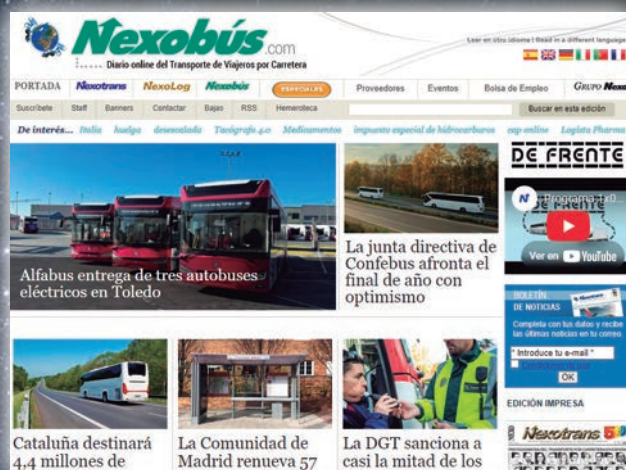 Nexobús.com
Diario online del Transporte de Viajeros por Carretera
Leer en otro idioma | Read in a different language
PORTADA Nexotrans NexoLog Nexobús ESPECIALES Proveedores Eventos Bolsa de Empleo GRUPO Nexo
Suscríbete Staff Banners Contactar Bajas RSS Hemeroteca Buscar en esta edición
De interés... Italia huelga desescalada Tacógrafo 4.0 Medicamentos impuesto especial de hidrocarburos cap online Logista Pharma
DE FRENTE
Programa 1x0
Ver en YouTube
Alfabus entrega de tres autobuses
eléctricos en Toledo
La junta directiva de
Confebus afronta el
final de año con
optimismo
BOLETÍN
DE NOTICIAS
Completa con tus datos y recibe
las últimas noticias en tu correo
* Introduce tu e-mail *
OK
EDICIÓN IMPRESA
Nexotrans
Cataluña destinará
4,4 millones de
La Comunidad de
Madrid renueva 57
La DGT sanciona a
casi la mitad de los